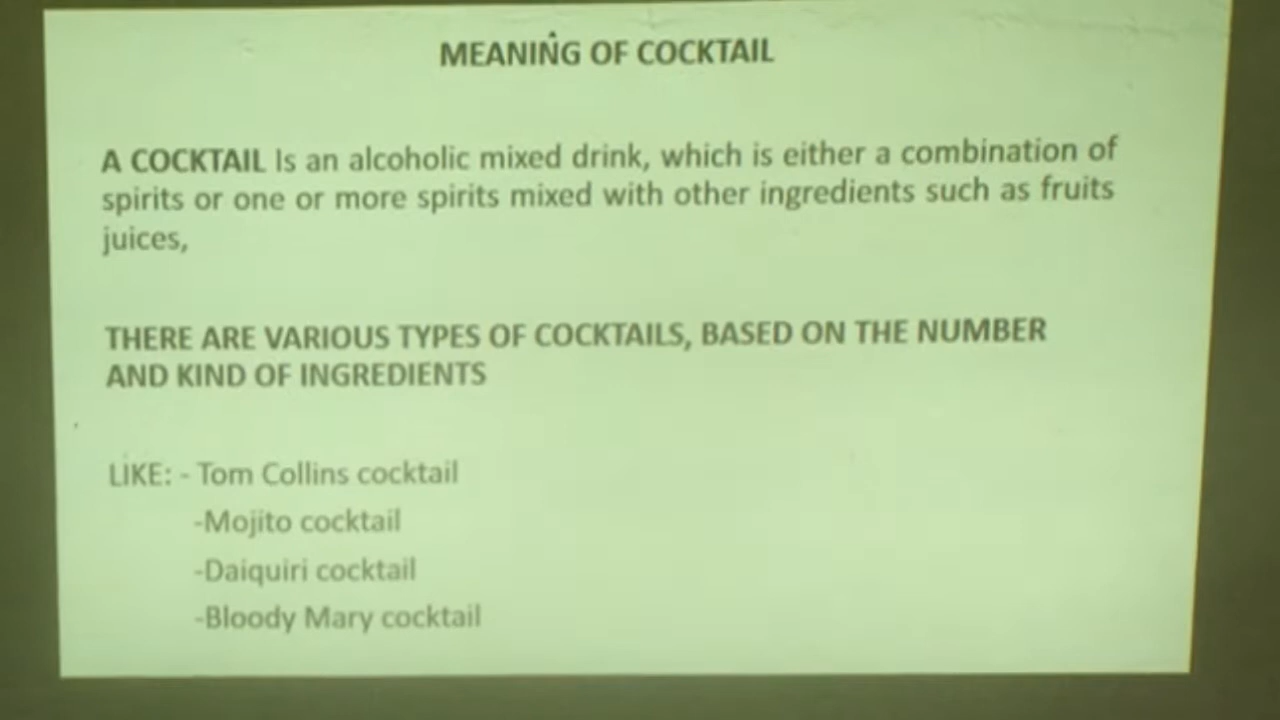 MEANING OF COCKTAIL
A COCKTAIL Is an alcoholic mixed drink, which is either a combination of
spirits or one or more spirits mixed with other ingredients such as fruits
juices,
THERE ARE VARIOUS TYPES OF COCKTAILS, BASED ON THE NUMBER
AND KIND OF INGREDIENTS
LIKE: - Tom Collins cocktail
-Mojito cocktail
-Daiquiri cocktail
-Bloody Mary cocktail